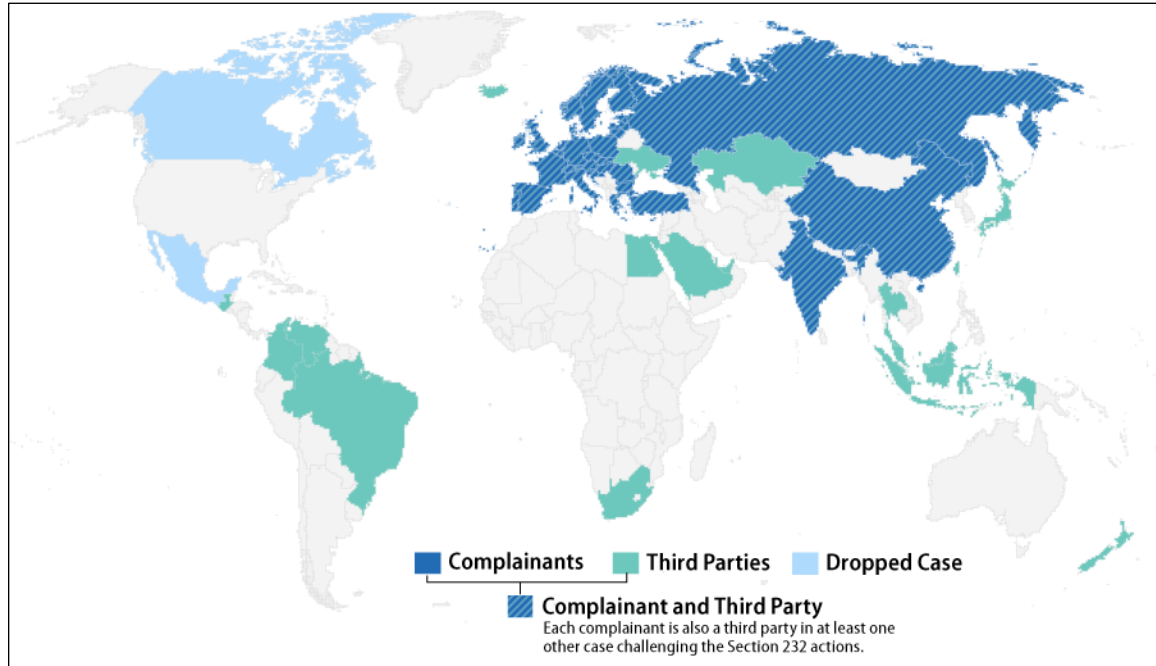 Complainants
Third Parties
Dropped Case
Complainant and Third Party
Each complainant is also a third party in at least one
other case challenging the Section 232 actions.